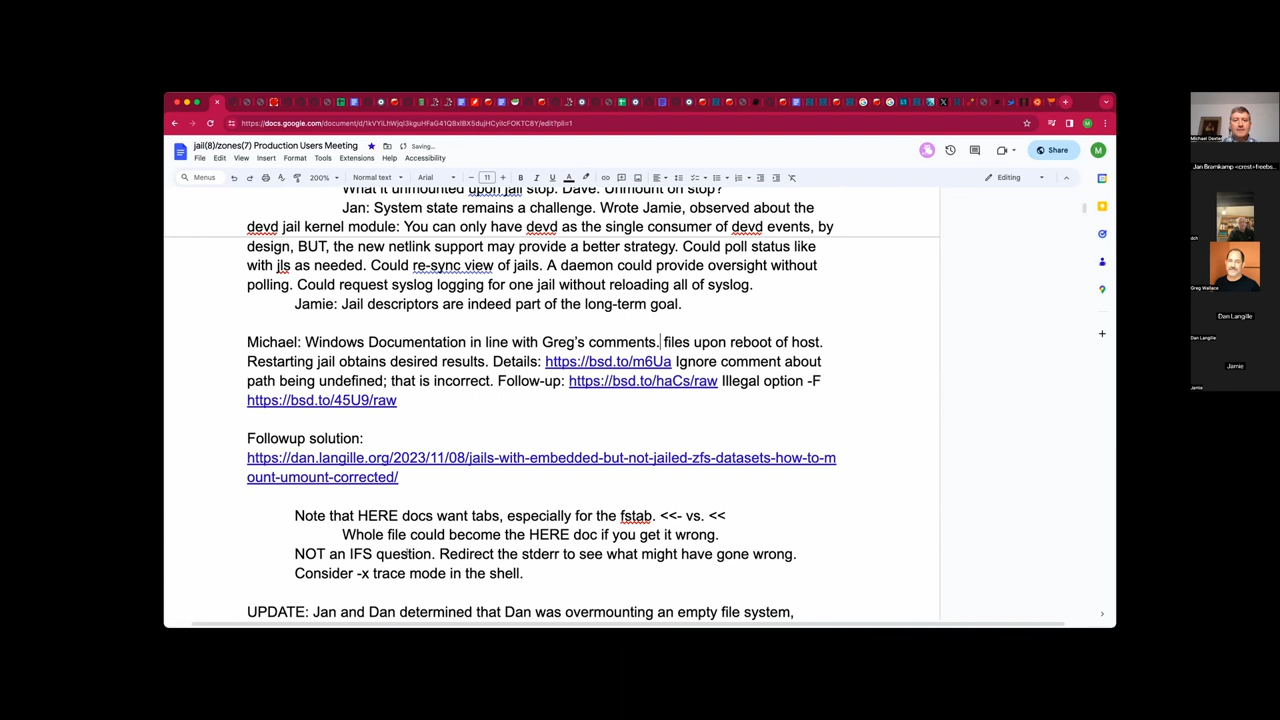 https://docs.google.com/document/d/1kVYiLhWjql3kguHFaG41QBxlBX5dujHCyiIcFOKTC8Y/edit?pli=1
jail(8)/zones(7) Production Users Meeting
Saving...
File Edit View Insert Format Tools Extensions Help Accessibility
Share
M
Menus
200%
Normal text
Arial
11
Editing
What it unmounted upon jail stop. Dave: Unmount on stop?
Jan: System state remains a challenge. Wrote Jamie, observed about the
devd jail kernel module: You can only have devd as the single consumer of devd events, by
design, BUT, the new netlink support may provide a better strategy. Could poll status like
with jls as needed. Could re-sync view of jails. A daemon could provide oversight without
polling. Could request syslog logging for one jail without reloading all of syslog.
Jamie: Jail descriptors are indeed part of the long-term goal.
Michael: Windows Documentation in line with Greg's comments. files upon reboot of host.
Restarting jail obtains desired results. Details: https://bsd.to/m6Ua Ignore comment about
path being undefined; that is incorrect. Follow-up: https://bsd.to/haCs/raw Illegal option -F
https://bsd.to/45U9/raw
Followup solution:
https://dan.langille.org/2023/11/08/jails-with-embedded-but-not-jailed-zfs-datasets-how-to-m
ount-umount-corrected/
Note that HERE docs want tabs, especially for the fstab. <<- vs. <<
Whole file could become the HERE doc if you get it wrong.
NOT an IFS question. Redirect the stderr to see what might have gone wrong.
Consider -x trace mode in the shell.
UPDATE: Jan and Dan determined that Dan was overmounting an empty file system,
Michael Dexter
Jan Bramkamp <crest+freebs...
dch
Greg Wallace
Dan Langille
Dan Langille
Jamie
Jamie